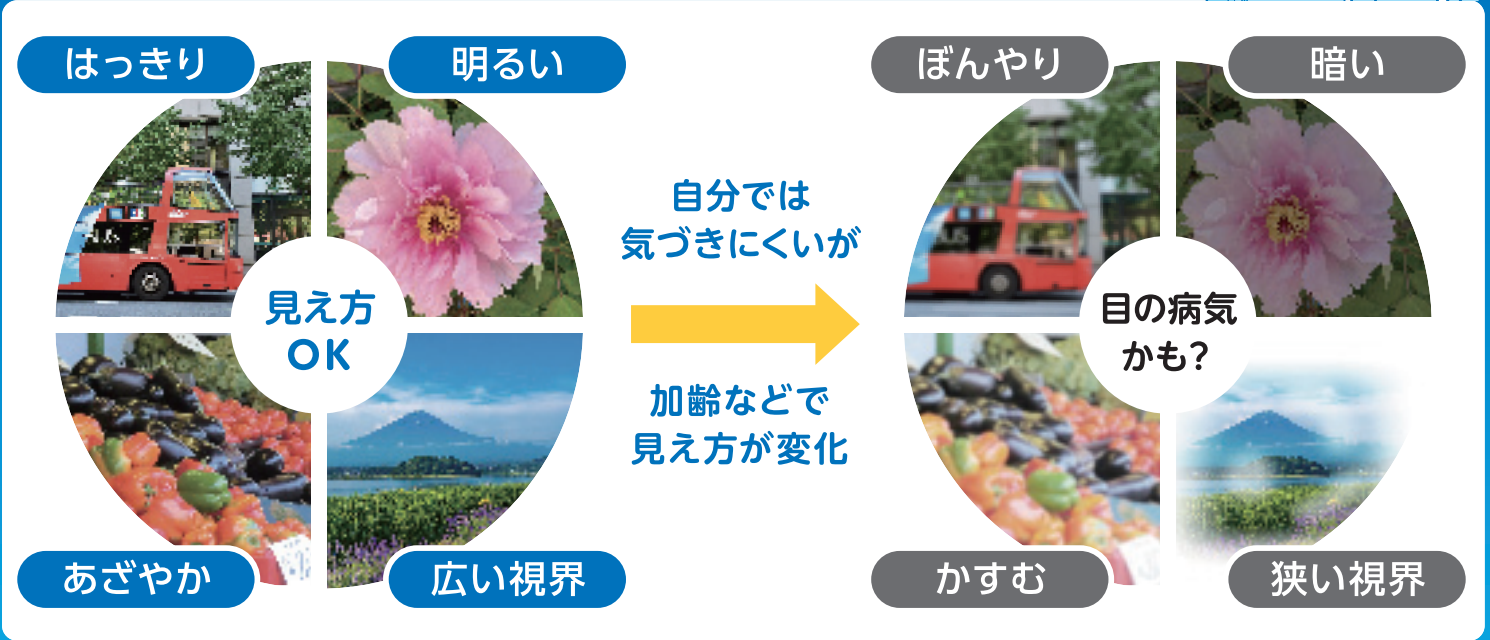 はっきり
明るい
見え方
OK
あざやか
広い視界
自分では
気づきにくいが
加齢などで
見え方が変化
ぼんやり
暗い
目の病気
かも?
かすむ
狭い視界